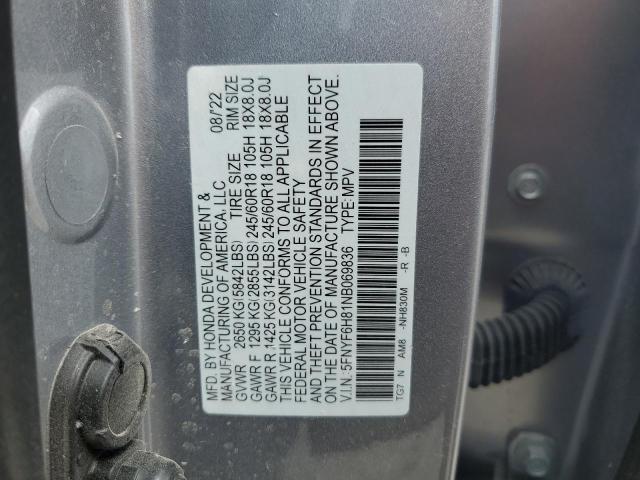 MFD. BY HONDA DEVELOPMENT & 08/'22
MANUFACTURING OF AMERICA, LLC
TIRE SIZE RIM SIZE
GVWR 2650 KG(5842LBS)
GAWR F 1295 KG(2855LBS) 245/60R18 105H 18X8.0J
GAWR R 1425 KG(3142LBS) 245/60R18 105H 18X8.0J
THIS VEHICLE CONFORMS TO ALL APPLICABLE
FEDERAL MOTOR VEHICLE SAFETY
AND THEFT PREVENTION STANDARDS IN EFFECT
ON THE DATE OF MANUFACTURE SHOWN ABOVE.
V.I.N.: 5FNYF6H81NB069836 TYPE:MPV
TG7 N AM8 -NH830M -R -B